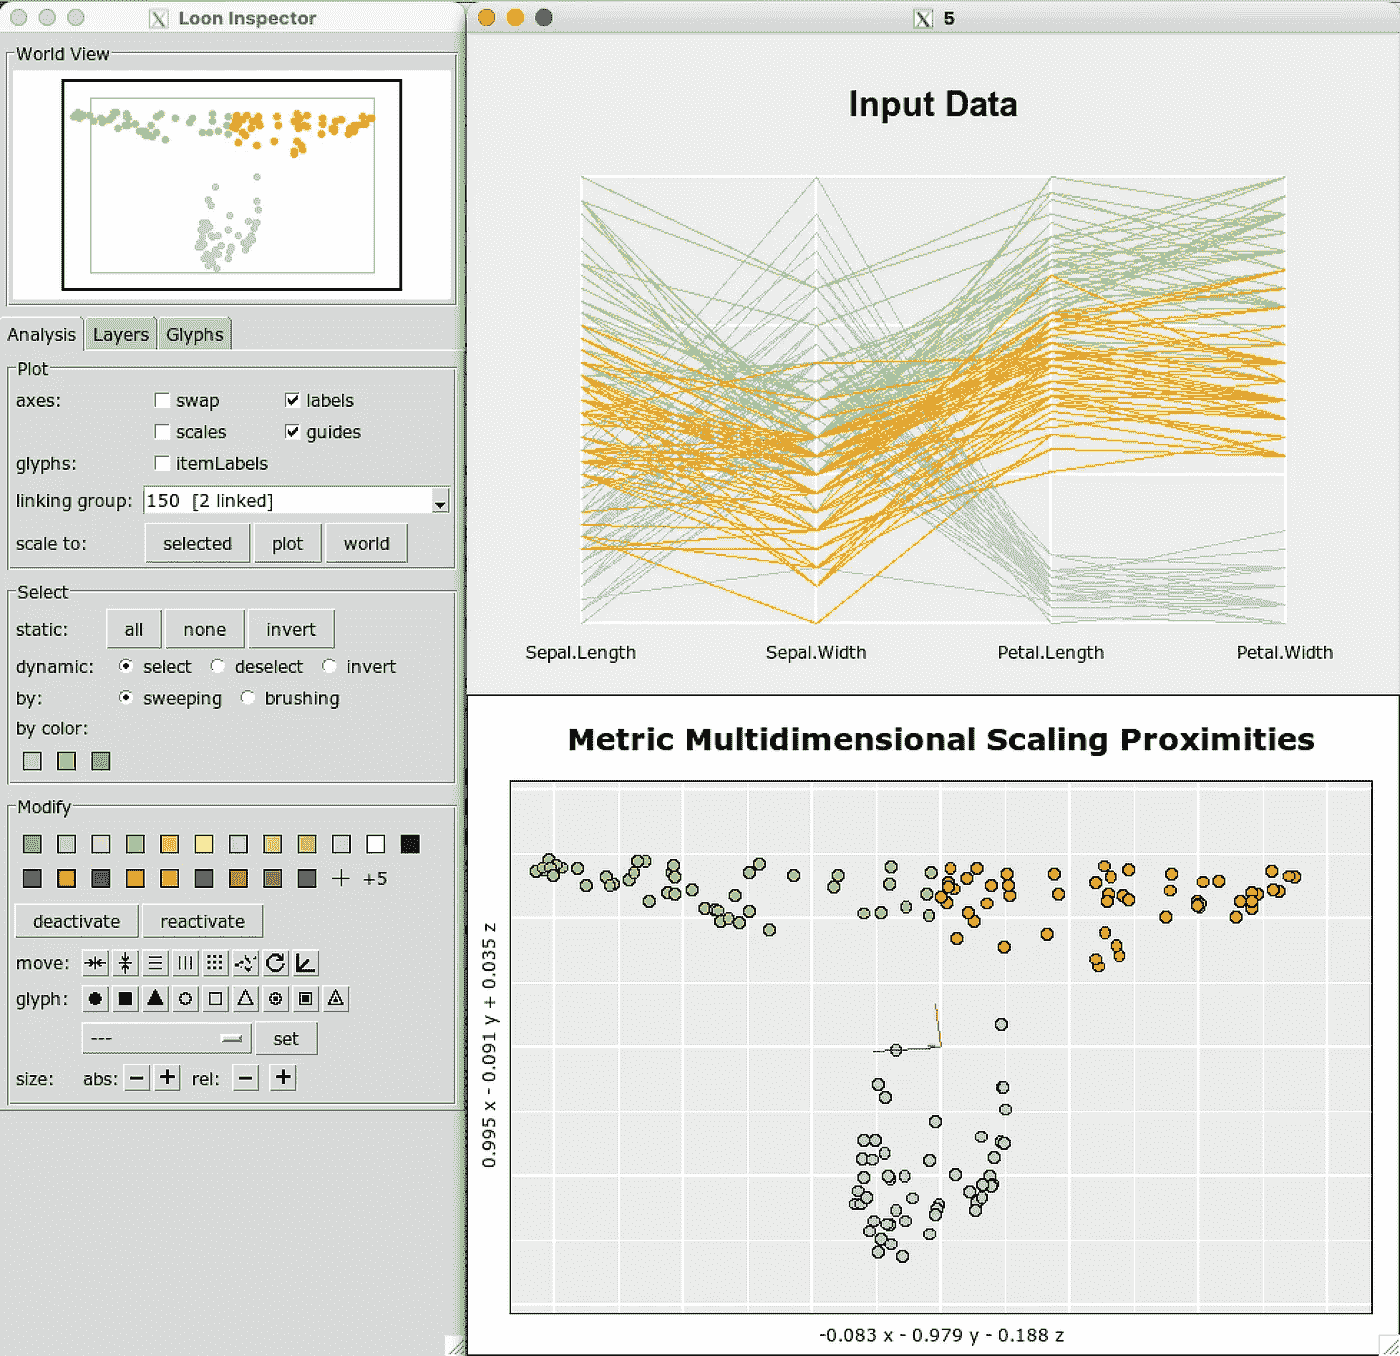 Loon Inspector
World View
Analysis Layers Glyphs
Plot
axes: swap labels
scales guides
glyphs: itemLabels
linking group: 150 [2 linked]
scale to: selected plot world
Select
static: all none invert
dynamic: select deselect invert
by: sweeping brushing
by color:
Modify
+5
deactivate reactivate
move:
glyph:
--- set
size: abs: − + rel: − +
5
Input Data
Sepal.Length Sepal.Width Petal.Length Petal.Width
Metric Multidimensional Scaling Proximities
0.995 x - 0.091 y + 0.035 z
-0.083 x - 0.979 y - 0.188 z